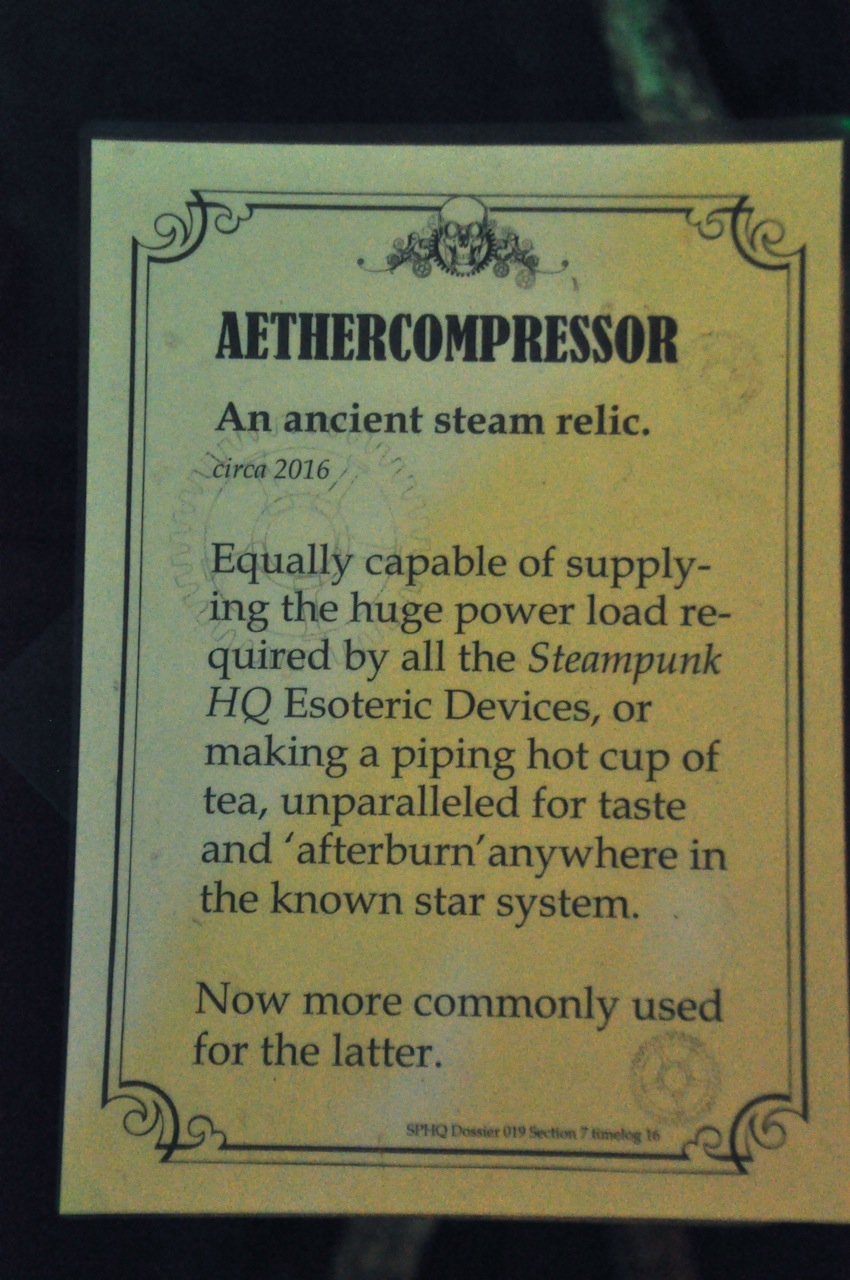 AETHERCOMPRESSOR
An ancient steam relic.
circa 2016
Equally capable of supply-
ing the huge power load re-
quired by all the Steampunk
HQ Esoteric Devices, or
making a piping hot cup of
tea, unparalleled for taste
and ‘afterburn’anywhere in
the known star system.
Now more commonly used
for the latter.
SPHQ Dossier 019 Section 7 timelog 16